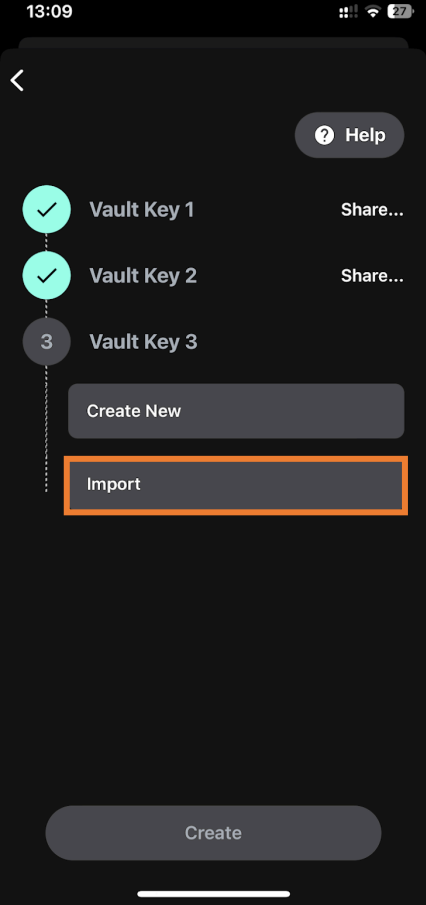 13:09
27
Help
Vault Key 1
Share...
Vault Key 2
Share...
3
Vault Key 3
Create New
Import
Create